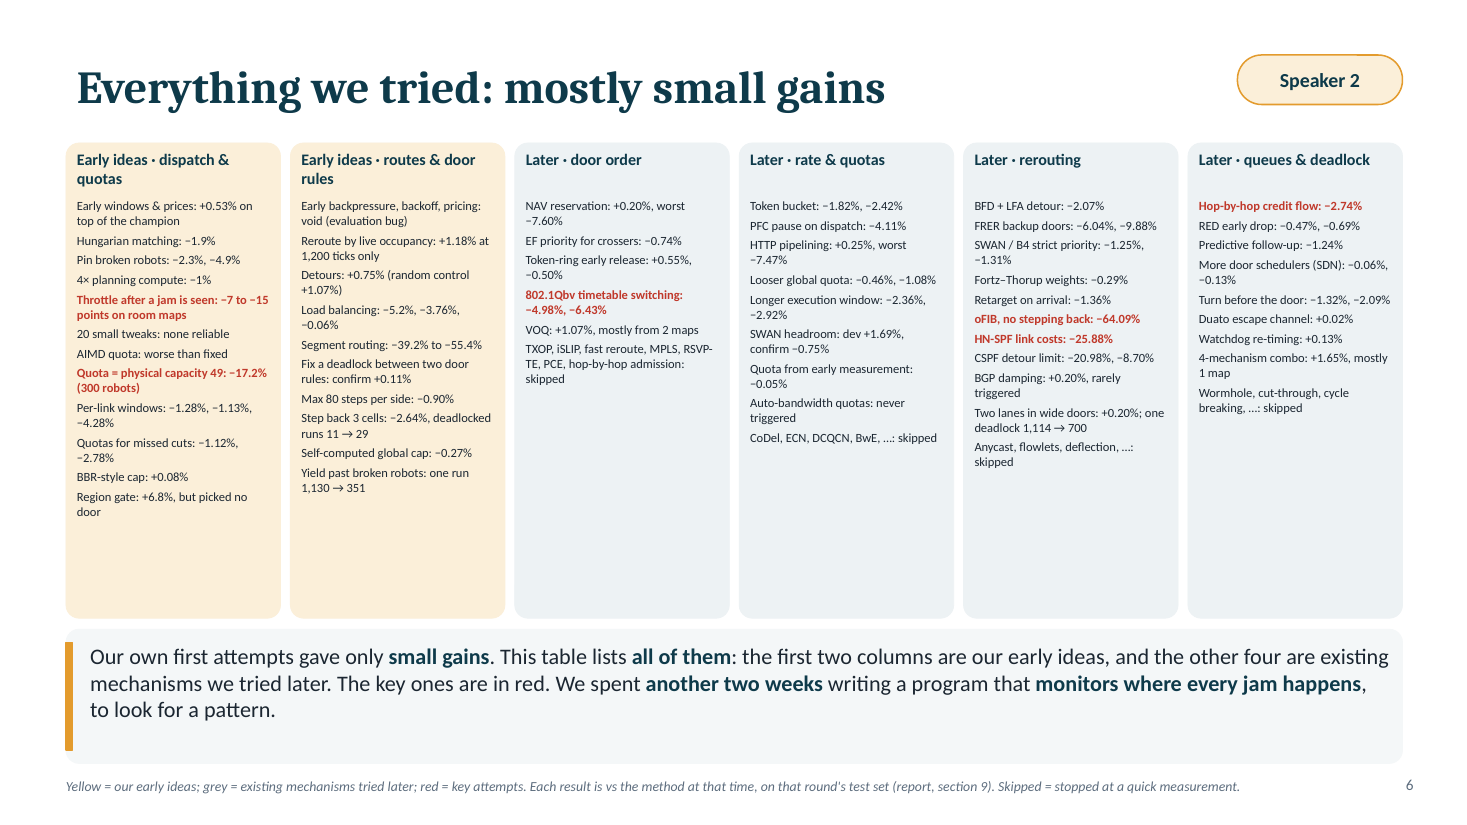 Everything we tried: mostly small gains
Speaker 2
Early ideas · dispatch &
quotas
Early windows & prices: +0.53% on
top of the champion
Hungarian matching: −1.9%
Pin broken robots: −2.3%, −4.9%
4× planning compute: −1%
Throttle after a jam is seen: −7 to −15
points on room maps
20 small tweaks: none reliable
AIMD quota: worse than fixed
Quota = physical capacity 49: −17.2%
(300 robots)
Per-link windows: −1.28%, −1.13%,
−4.28%
Quotas for missed cuts: −1.12%,
−2.78%
BBR-style cap: +0.08%
Region gate: +6.8%, but picked no
door
Early ideas · routes & door
rules
Early backpressure, backoff, pricing:
void (evaluation bug)
Reroute by live occupancy: +1.18% at
1,200 ticks only
Detours: +0.75% (random control
+1.07%)
Load balancing: −5.2%, −3.76%,
−0.06%
Segment routing: −39.2% to −55.4%
Fix a deadlock between two door
rules: confirm +0.11%
Max 80 steps per side: −0.90%
Step back 3 cells: −2.64%, deadlocked
runs 11 → 29
Self-computed global cap: −0.27%
Yield past broken robots: one run
1,130 → 351
Later · door order
NAV reservation: +0.20%, worst
−7.60%
EF priority for crossers: −0.74%
Token-ring early release: +0.55%,
−0.50%
802.1Qbv timetable switching:
−4.98%, −6.43%
VOQ: +1.07%, mostly from 2 maps
TXOP, iSLIP, fast reroute, MPLS, RSVP-
TE, PCE, hop-by-hop admission:
skipped
Later · rate & quotas
Token bucket: −1.82%, −2.42%
PFC pause on dispatch: −4.11%
HTTP pipelining: +0.25%, worst
−7.47%
Looser global quota: −0.46%, −1.08%
Longer execution window: −2.36%,
−2.92%
SWAN headroom: dev +1.69%,
confirm −0.75%
Quota from early measurement:
−0.05%
Auto-bandwidth quotas: never
triggered
CoDel, ECN, DCQCN, BwE, …: skipped
Later · rerouting
BFD + LFA detour: −2.07%
FRER backup doors: −6.04%, −9.88%
SWAN / B4 strict priority: −1.25%,
−1.31%
Fortz–Thorup weights: −0.29%
Retarget on arrival: −1.36%
oFIB, no stepping back: −64.09%
HN-SPF link costs: −25.88%
CSPF detour limit: −20.98%, −8.70%
BGP damping: +0.20%, rarely
triggered
Two lanes in wide doors: +0.20%; one
deadlock 1,114 → 700
Anycast, flowlets, deflection, …:
skipped
Later · queues & deadlock
Hop-by-hop credit flow: −2.74%
RED early drop: −0.47%, −0.69%
Predictive follow-up: −1.24%
More door schedulers (SDN): −0.06%,
−0.13%
Turn before the door: −1.32%, −2.09%
Duato escape channel: +0.02%
Watchdog re-timing: +0.13%
4-mechanism combo: +1.65%, mostly
1 map
Wormhole, cut-through, cycle
breaking, …: skipped
Our own first attempts gave only small gains. This table lists all of them: the first two columns are our early ideas, and the other four are existing
mechanisms we tried later. The key ones are in red. We spent another two weeks writing a program that monitors where every jam happens,
to look for a pattern.
Yellow = our early ideas; grey = existing mechanisms tried later; red = key attempts. Each result is vs the method at that time, on that round's test set (report, section 9). Skipped = stopped at a quick measurement.
6